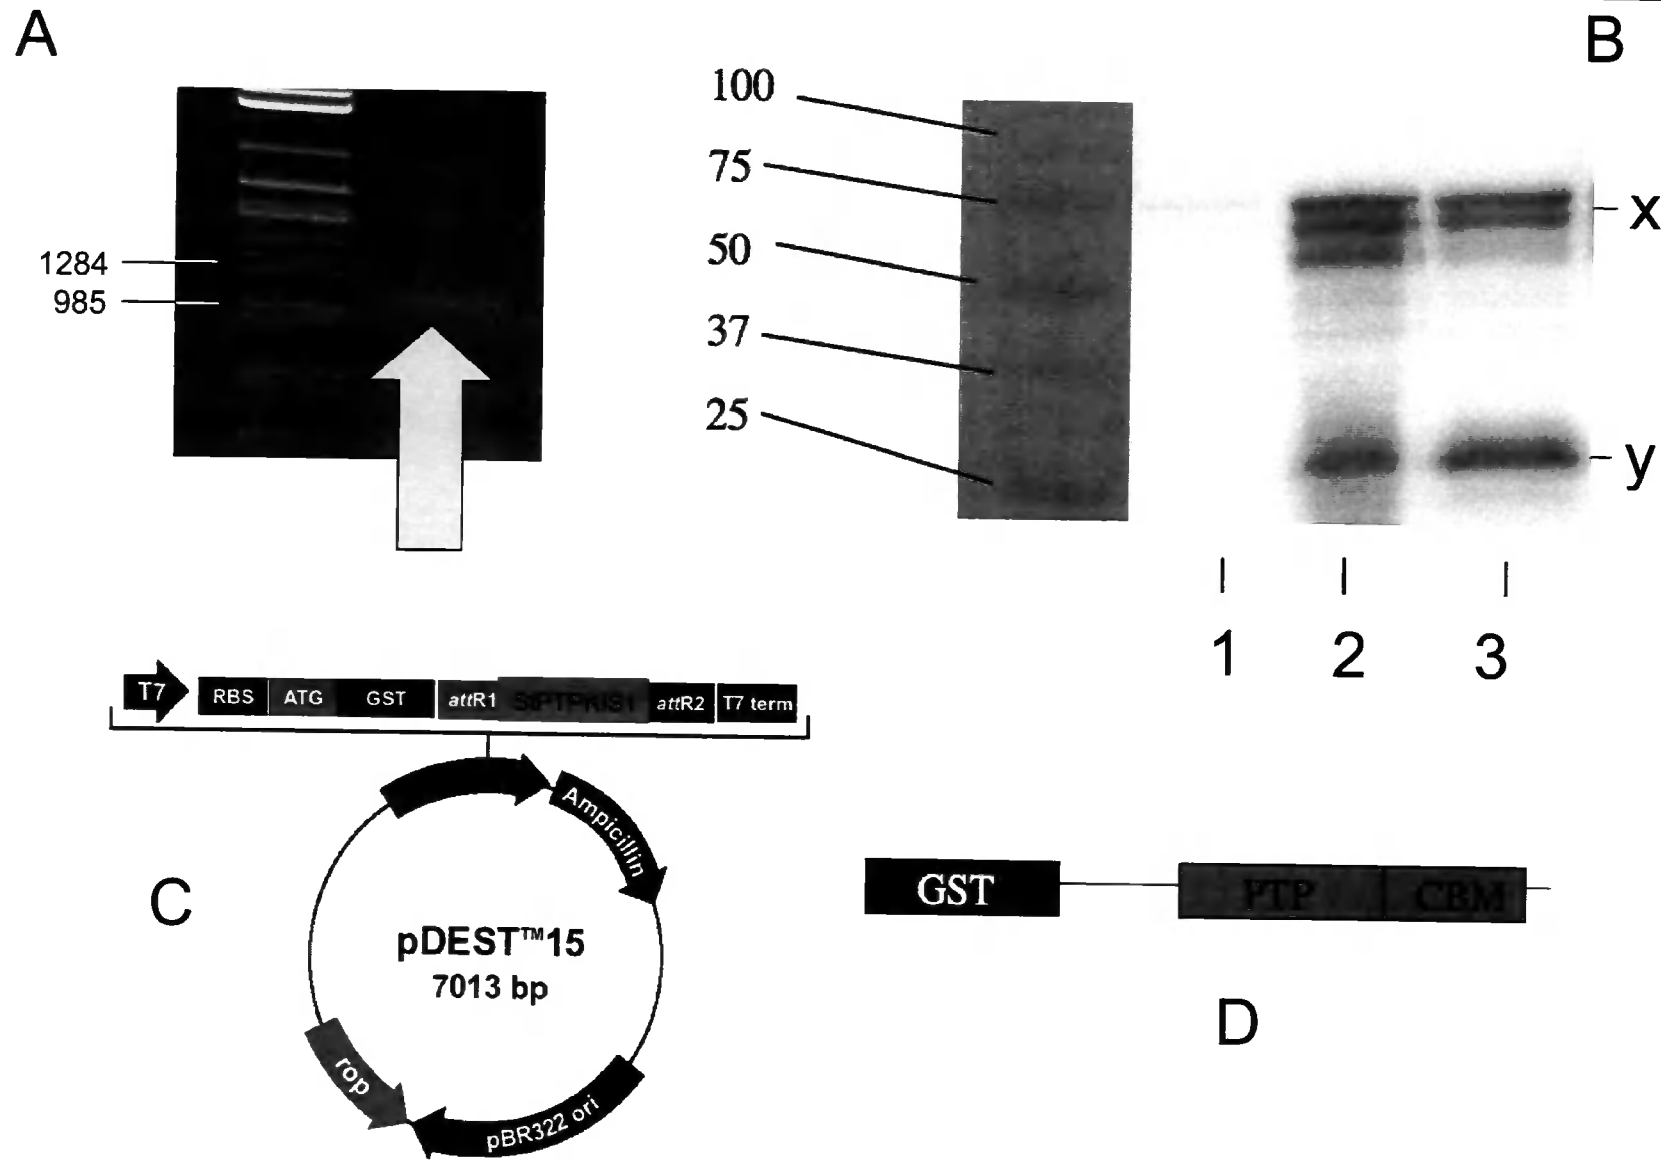 A
B
1284
985
100
75
50
37
25
x
y
1 2 3
T7 RBS ATG GST attR1 StPTPKIS1 attR2 T7 term
Ampicillin
C
pDEST™15
7013 bp
rop
pBR322 ori
GST PTP CBM
D